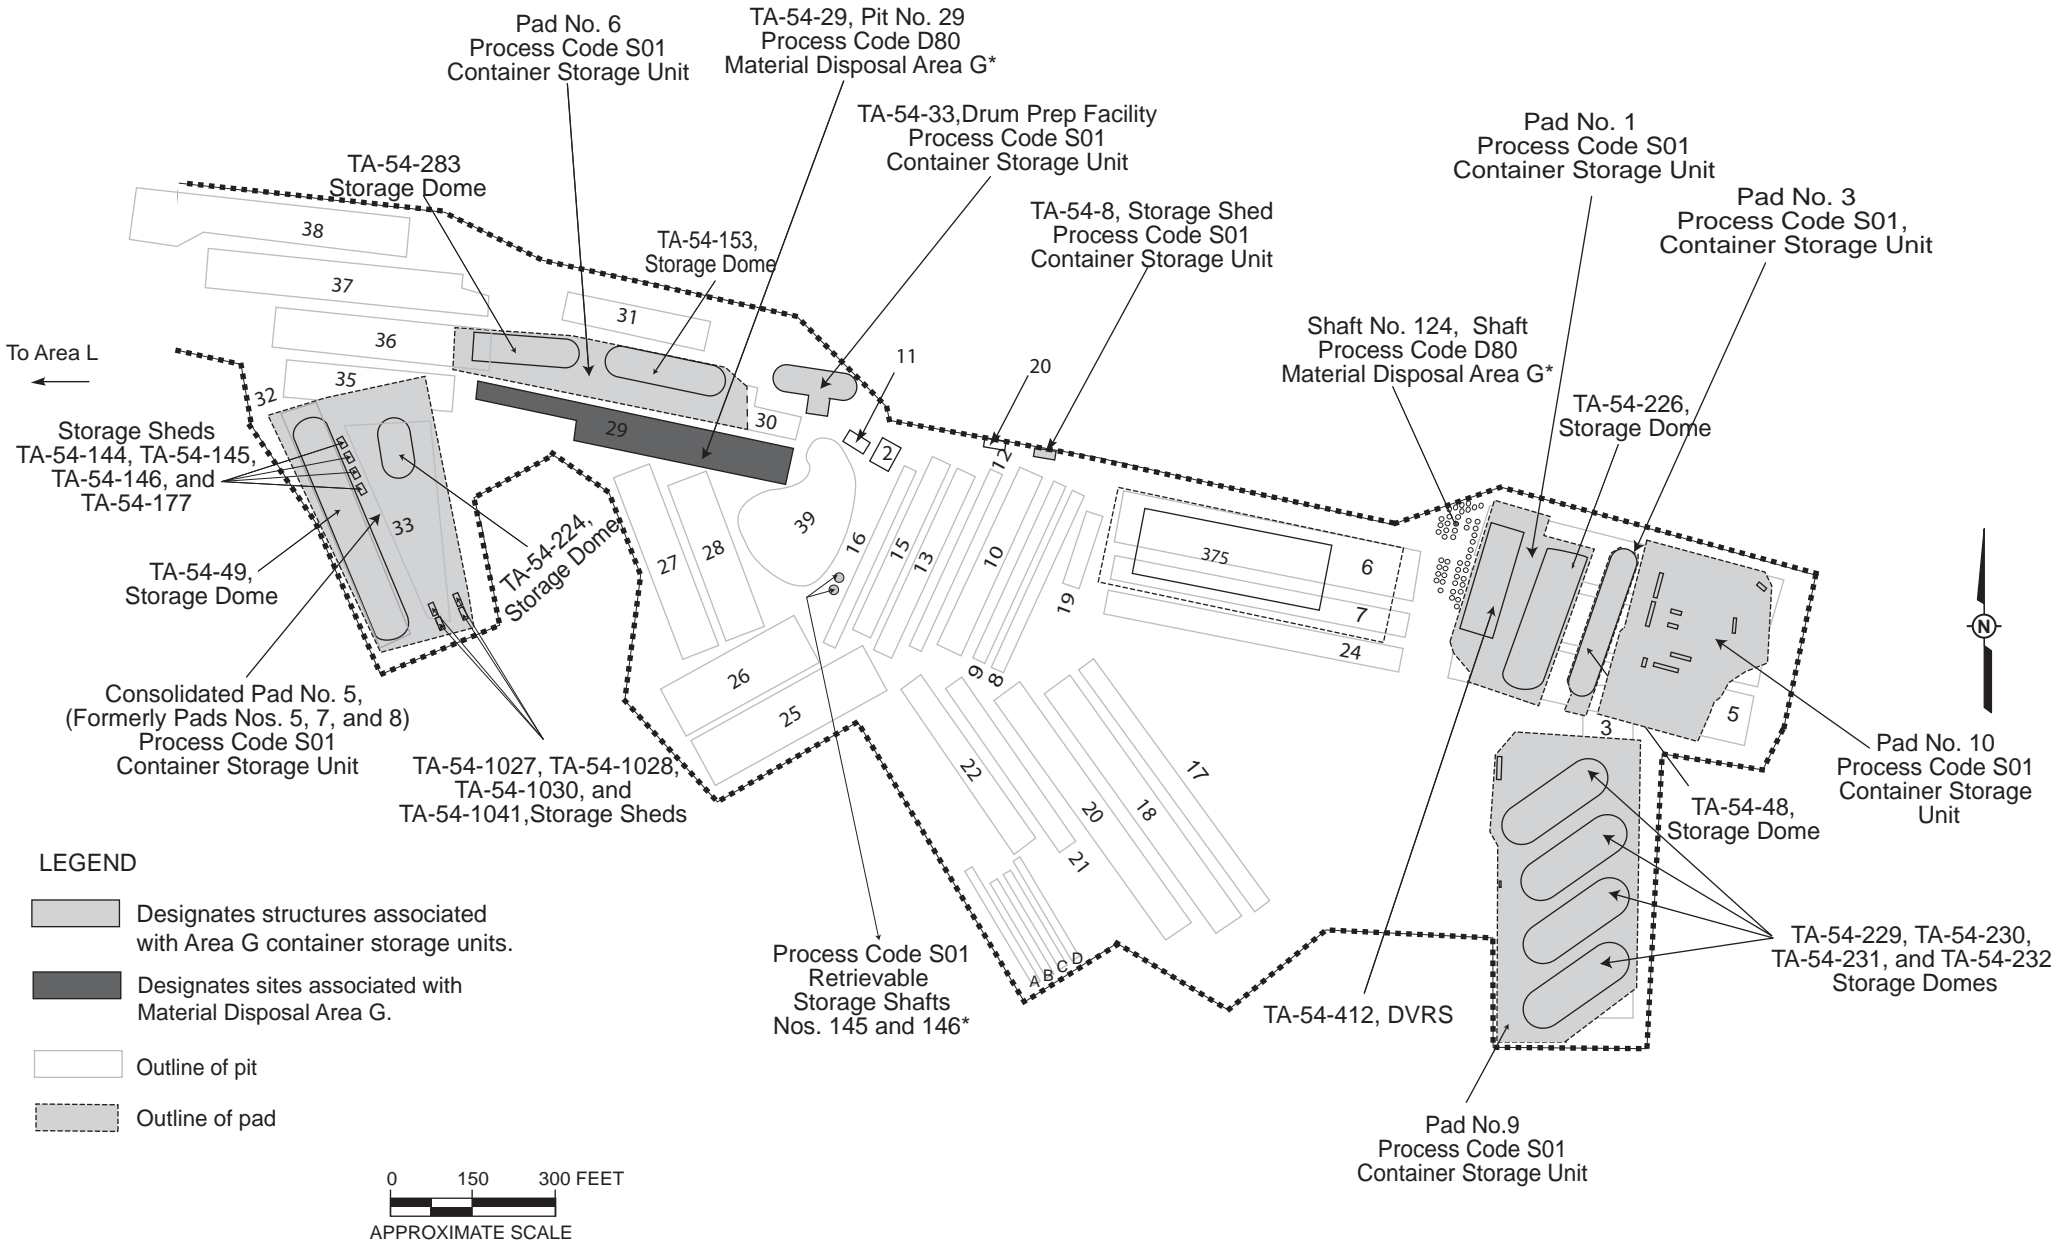 Pad No. 6
Process Code S01
Container Storage Unit
TA-54-29, Pit No. 29
Process Code D80
Material Disposal Area G*
TA-54-33,Drum Prep Facility
Process Code S01
Container Storage Unit
Pad No. 1
Process Code S01
Container Storage Unit
TA-54-283
Storage Dome
TA-54-8, Storage Shed
Process Code S01
Container Storage Unit
Pad No. 3
Process Code S01,
Container Storage Unit
38
TA-54-153,
Storage Dome
37
31
36
Shaft No. 124,  Shaft
Process Code D80
Material Disposal Area G*
To Area L
11
20
35
32
TA-54-226,
Storage Dome
30
29
2
12
Storage Sheds
TA-54-144, TA-54-145,
TA-54-146, and
TA-54-177
33
39
27
28
16
15
13
10
375
6
7
19
24
TA-54-224,
Storage Dome
TA-54-49,
Storage Dome
N
26
25
9
8
3
5
Consolidated Pad No. 5,
(Formerly Pads Nos. 5, 7, and 8)
Process Code S01
Container Storage Unit
TA-54-1027, TA-54-1028,
TA-54-1030, and
TA-54-1041,Storage Sheds
22
20
18
17
21
Pad No. 10
Process Code S01
Container Storage
Unit
TA-54-48,
Storage Dome
LEGEND
Designates structures associated
with Area G container storage units.
Designates sites associated with
Material Disposal Area G.
Outline of pit
Outline of pad
A
B
C
D
Process Code S01
Retrievable
Storage Shafts
Nos. 145 and 146*
TA-54-412, DVRS
TA-54-229, TA-54-230,
TA-54-231, and TA-54-232
Storage Domes
Pad No.9
Process Code S01
Container Storage Unit
0 150 300 FEET
APPROXIMATE SCALE